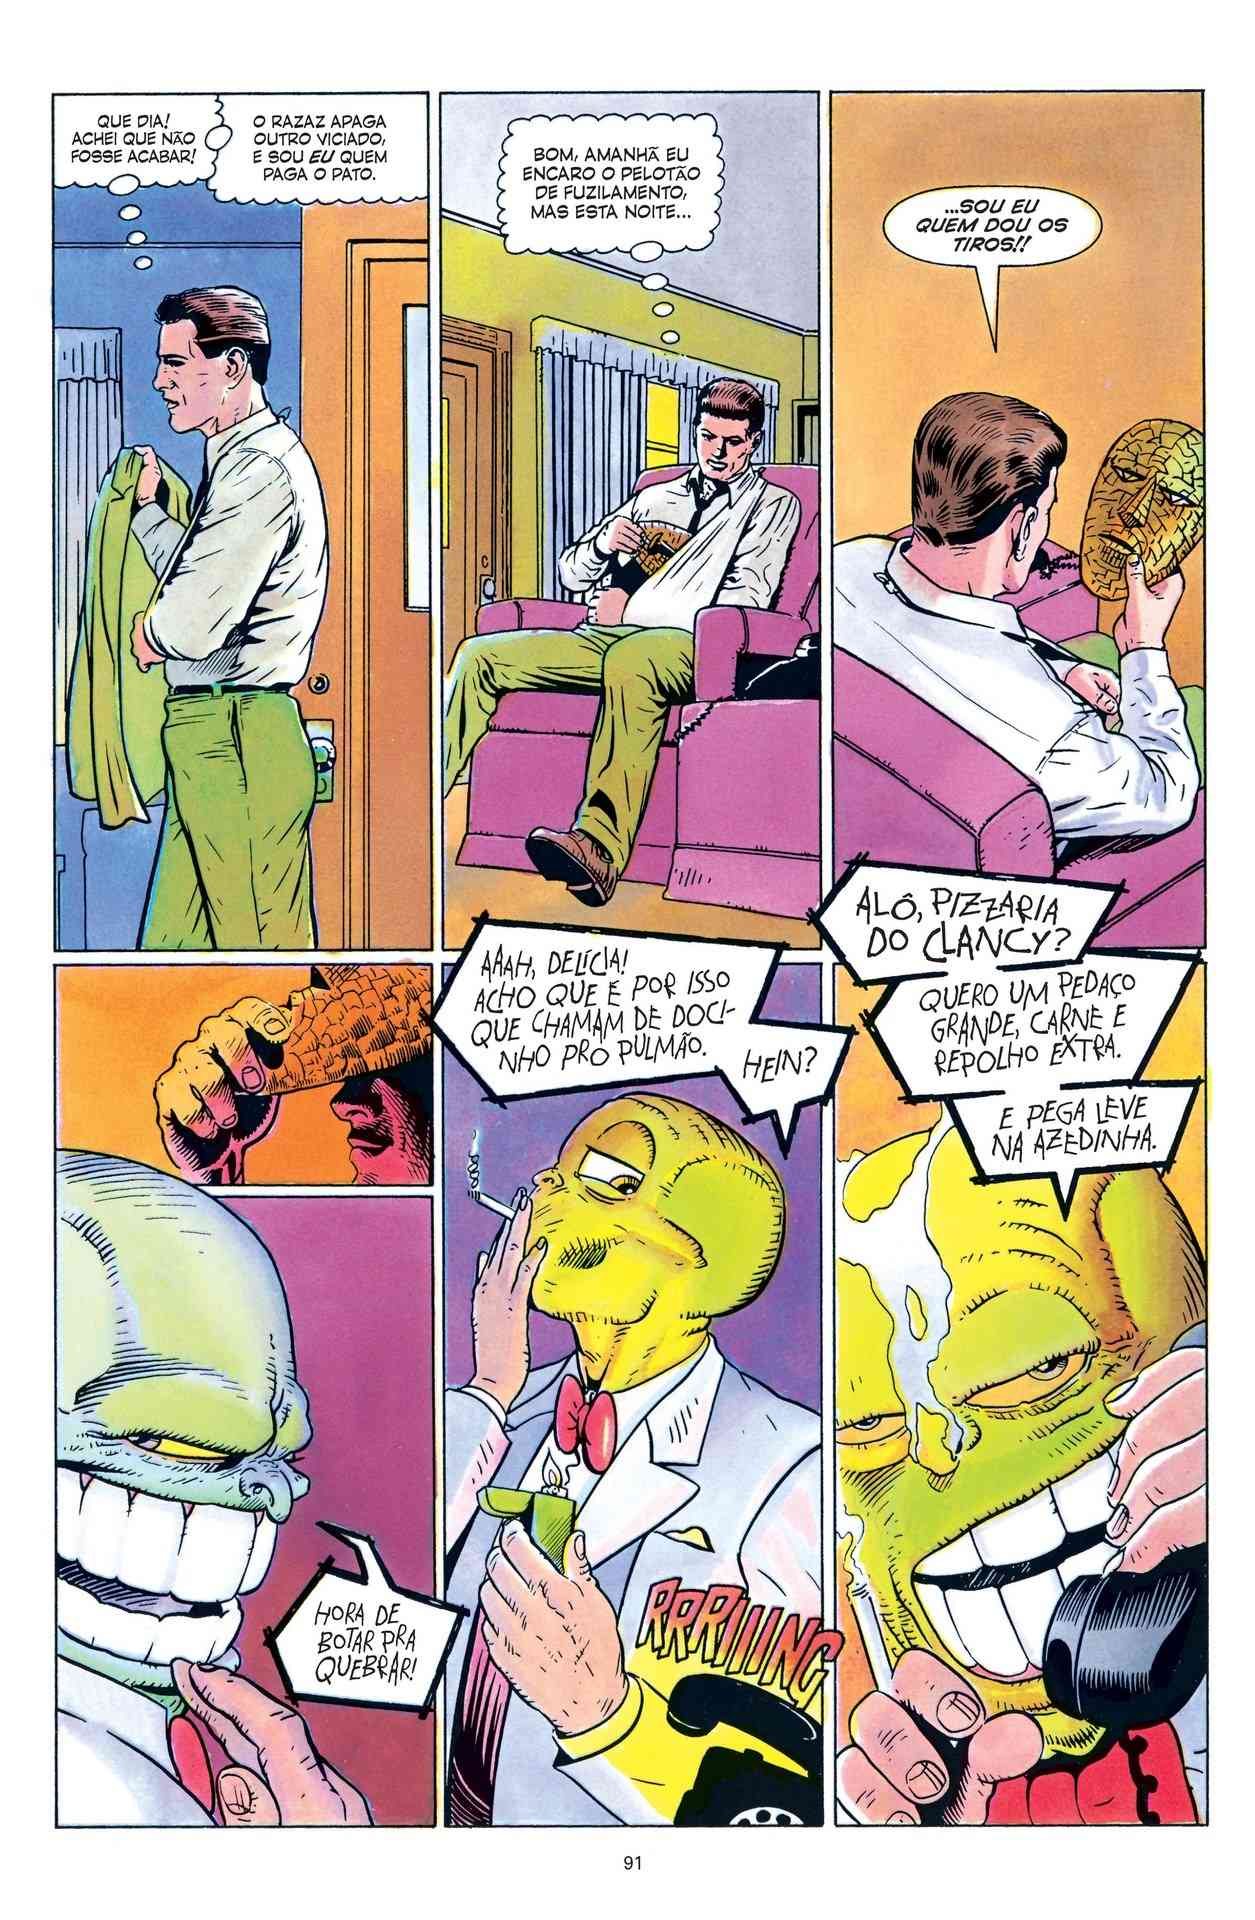 QUE DIA!
ACHEI QUE NÃO
FOSSE ACABAR!
O RAZAZ APAGA
OUTRO VICIADO,
E SOU EU QUEM
PAGA O PATO.
BOM, AMANHÃ EU
ENCARO O PELOTÃO
DE FUZILAMENTO,
MAS ESTA NOITE...
...SOU EU
QUEM DOU OS
TIROS!!
HORA DE
BOTAR PRA
QUEBRAR!
AAAH, DELÍCIA!
ACHO QUE É POR ISSO
QUE CHAMAM DE DOCI-
NHO PRO PULMÃO.
HEIN?
RRRRIIIING
ALÔ, PIZZARIA
DO CLANCY?
QUERO UM PEDAÇO
GRANDE, CARNE E
REPOLHO EXTRA.
E PEGA LEVE
NA AZEDINHA.
91